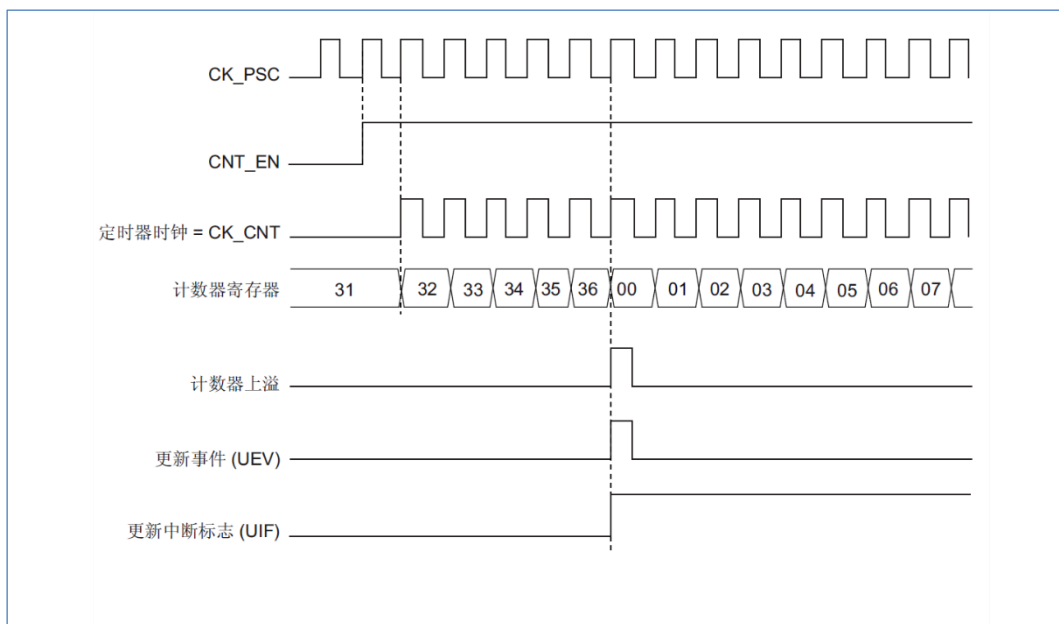 CK_PSC
CNT_EN
定时器时钟 = CK_CNT
计数器寄存器 31 32 33 34 35 36 00 01 02 03 04 05 06 07
计数器上溢
更新事件 (UEV)
更新中断标志 (UIF)